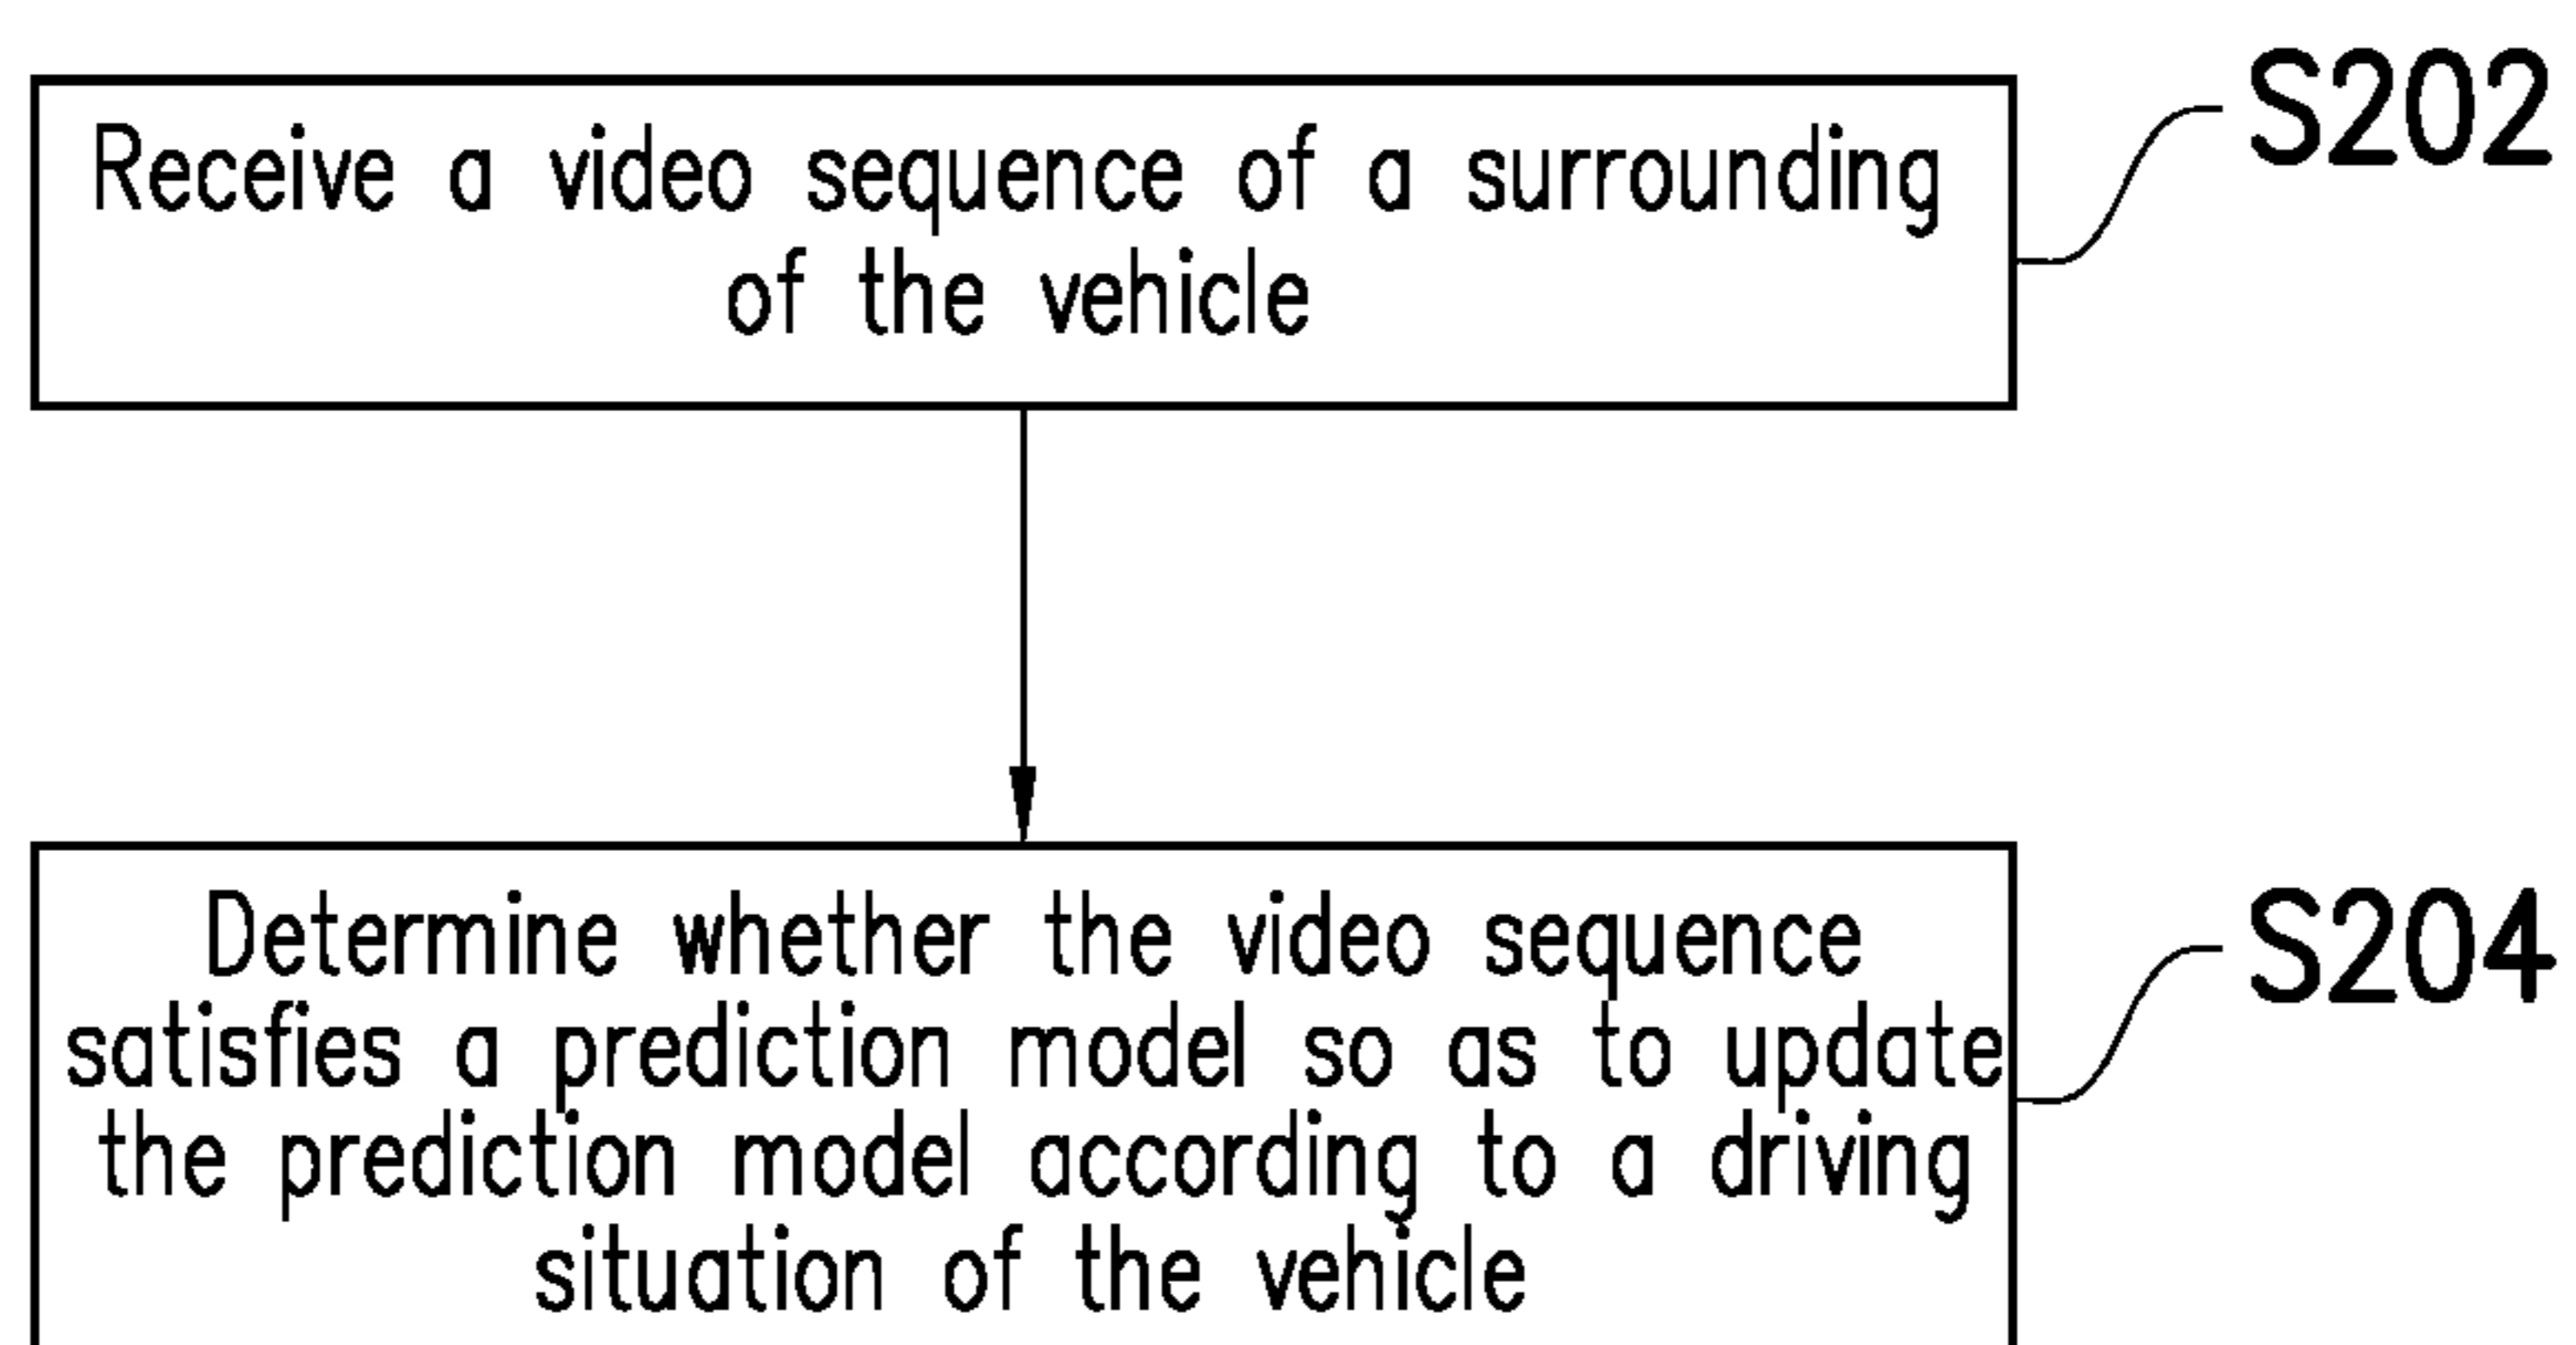 Receive a video sequence of a surrounding
of the vehicle
S202
Determine whether the video sequence
satisfies a prediction model so as to update
the prediction model according to a driving
situation of the vehicle
S204